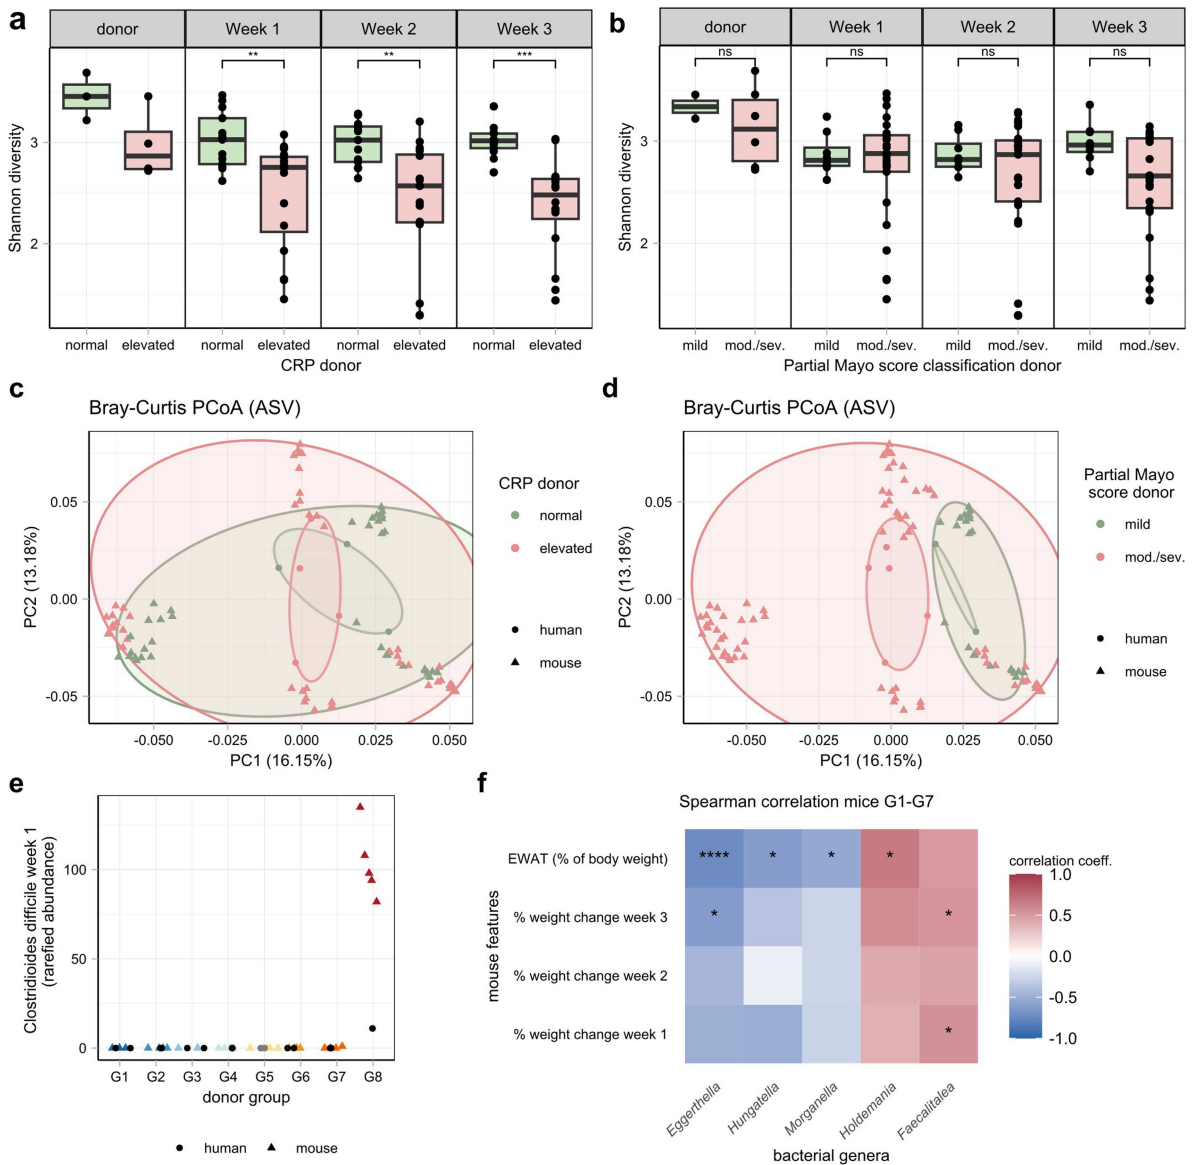 a
donor
Week 1
Week 2
Week 3
**
**
***
Shannon diversity
3
2
normal
elevated
normal
elevated
normal
elevated
normal
elevated
CRP donor
b
donor
Week 1
Week 2
Week 3
ns
ns
ns
ns
Shannon diversity
3
2
mild
mod./sev.
mild
mod./sev.
mild
mod./sev.
mild
mod./sev.
Partial Mayo score classification donor
c
Bray-Curtis PCoA (ASV)
PC2 (13.18%)
0.05
0.00
-0.05
-0.050
-0.025
0.000
0.025
0.050
PC1 (16.15%)
CRP donor
normal
elevated
human
mouse
d
Bray-Curtis PCoA (ASV)
PC2 (13.18%)
0.05
0.00
-0.05
-0.050
-0.025
0.000
0.025
0.050
PC1 (16.15%)
Partial Mayo
score donor
mild
mod./sev.
human
mouse
e
Clostridioides difficile week 1
(rarefied abundance)
100
50
0
G1
G2
G3
G4
G5
G6
G7
G8
donor group
human
mouse
f
Spearman correlation mice G1-G7
mouse features
EWAT (% of body weight)
****
*
*
*
% weight change week 3
*
*
% weight change week 2
% weight change week 1
*
Eggerthella
Hungatella
Morganella
Holdemania
Faecalitalea
bacterial genera
correlation coeff.
1.0
0.5
0.0
-0.5
-1.0